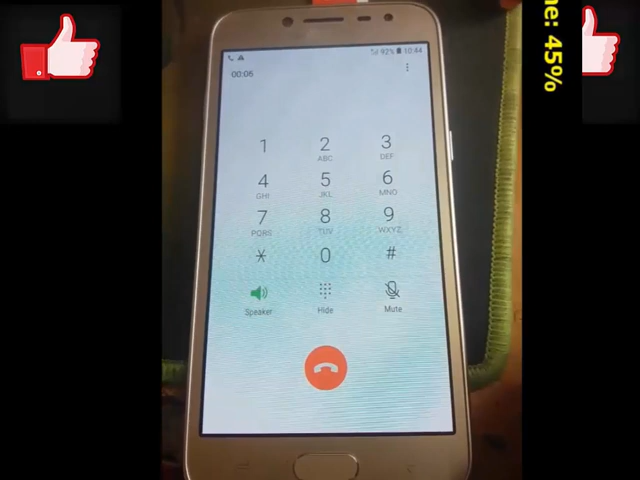 92% 10:44
00:06
1 2 3
ABC DEF
4 5 6
GHI JKL MNO
7 8 9
PQRS TUV WXYZ
* 0 #
Speaker Hide Mute
ne: 45%